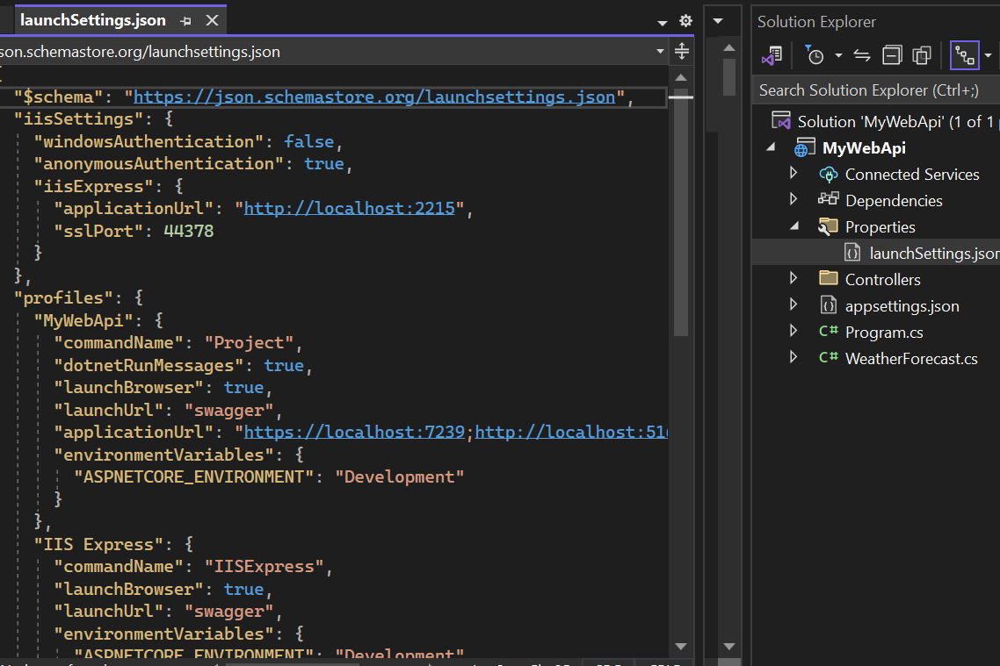 launchSettings.json
son.schemastore.org/launchsettings.json
"$schema": "https://json.schemastore.org/launchsettings.json",
"iisSettings": {
"windowsAuthentication": false,
"anonymousAuthentication": true,
"iisExpress": {
"applicationUrl": "http://localhost:2215",
"sslPort": 44378
}
},
"profiles": {
"MyWebApi": {
"commandName": "Project",
"dotnetRunMessages": true,
"launchBrowser": true,
"launchUrl": "swagger",
"applicationUrl": "https://localhost:7239;http://localhost:51
"environmentVariables": {
"ASPNETCORE_ENVIRONMENT": "Development"
}
},
"IIS Express": {
"commandName": "IISExpress",
"launchBrowser": true,
"launchUrl": "swagger",
"environmentVariables": {
"ASPNETCORE_ENVIRONMENT": "Development"
Solution Explorer
Search Solution Explorer (Ctrl+;)
Solution 'MyWebApi' (1 of 1
MyWebApi
Connected Services
Dependencies
Properties
launchSettings.json
Controllers
{} appsettings.json
C# Program.cs
C# WeatherForecast.cs